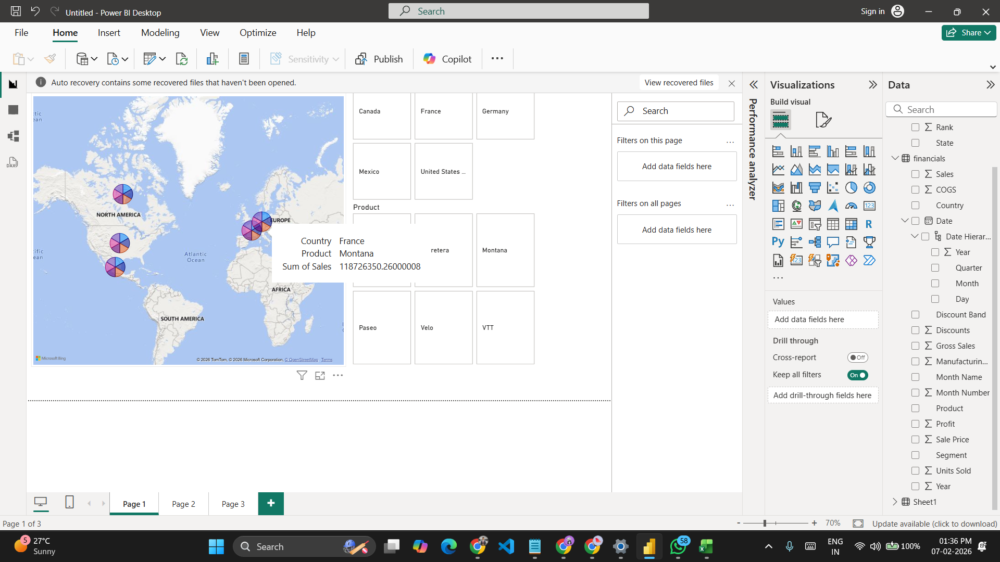 Untitled - Power BI Desktop
Search
Sign in
File
Home
Insert
Modeling
View
Optimize
Help
Share
Sensitivity
Publish
Copilot
Auto recovery contains some recovered files that haven't been opened.
View recovered files
NORTH AMERICA
EUROPE
Atlantic
Ocean
AFRICA
SOUTH AMERICA
Microsoft Bing
© 2026 TomTom, © 2026 Microsoft Corporation, © OpenStreetMap Terms
Country France
Product Montana
Sum of Sales 118726350.26000008
Canada
France
Germany
Mexico
United States ...
Product
retera
Montana
Paseo
Velo
VTT
Search
Filters on this page
...
Add data fields here
Filters on all pages
...
Add data fields here
Performance analyzer
Visualizations
Build visual
123
R
Py
123
...
Values
Add data fields here
Drill through
Cross-report
Off
Keep all filters
On
Add drill-through fields here
Data
Search
Rank
State
financials
Sales
COGS
Country
Date
Date Hierar...
Year
Quarter
Month
Day
Discount Band
Discounts
Gross Sales
Manufacturin...
Month Name
Month Number
Product
Profit
Sale Price
Segment
Units Sold
Year
Sheet1
Page 1
Page 2
Page 3
+
Page 1 of 3
- + 70%
Update available (click to download)
5
27°C
Sunny
Search
58
ENG
IN
100%
01:36 PM
07-02-2026